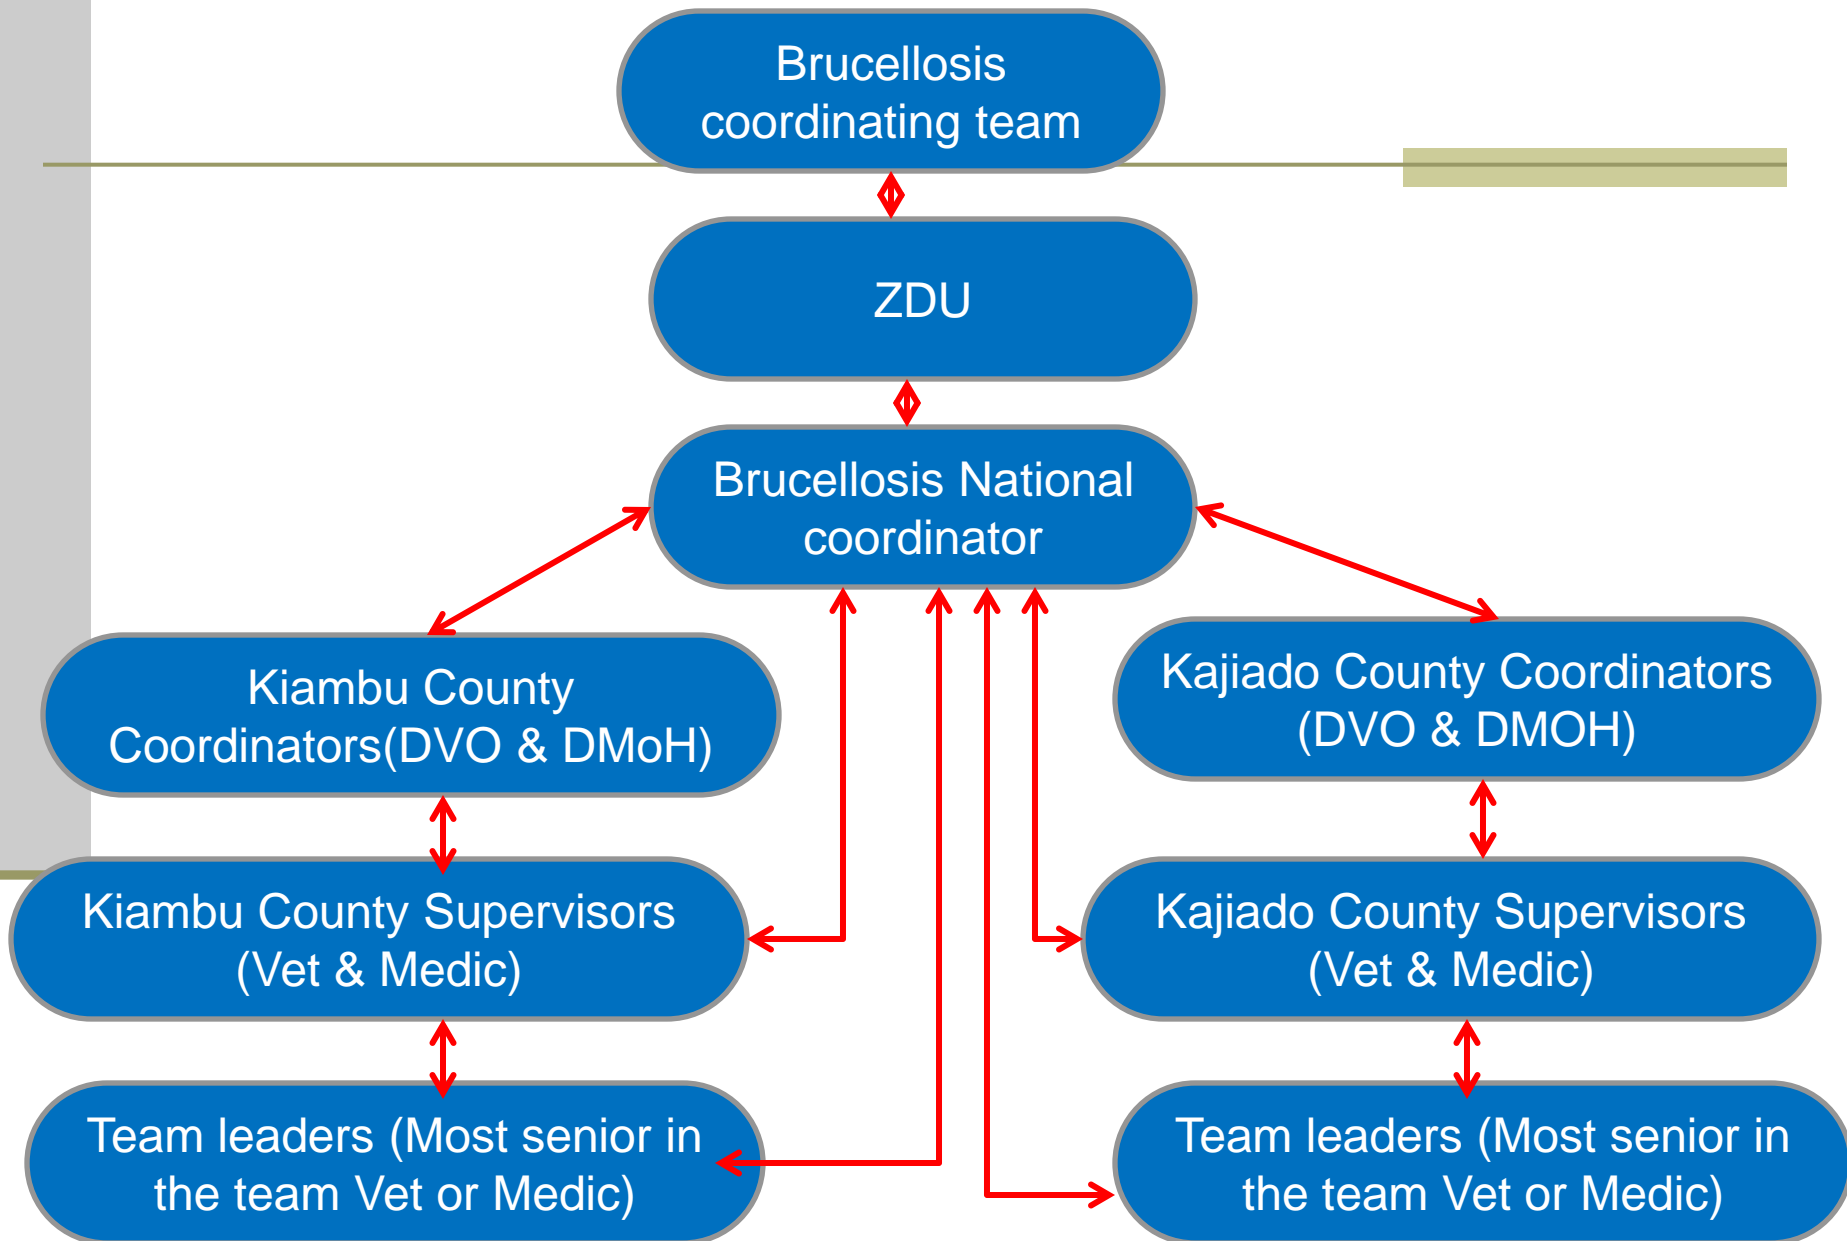 Brucellosis
coordinating team
ZDU
Brucellosis National
coordinator
Kiambu County
Coordinators(DVO & DMoH)
Kajiado County Coordinators
(DVO & DMOH)
Kiambu County Supervisors
(Vet & Medic)
Kajiado County Supervisors
(Vet & Medic)
Team leaders (Most senior in
the team Vet or Medic)
Team leaders (Most senior in
the team Vet or Medic)